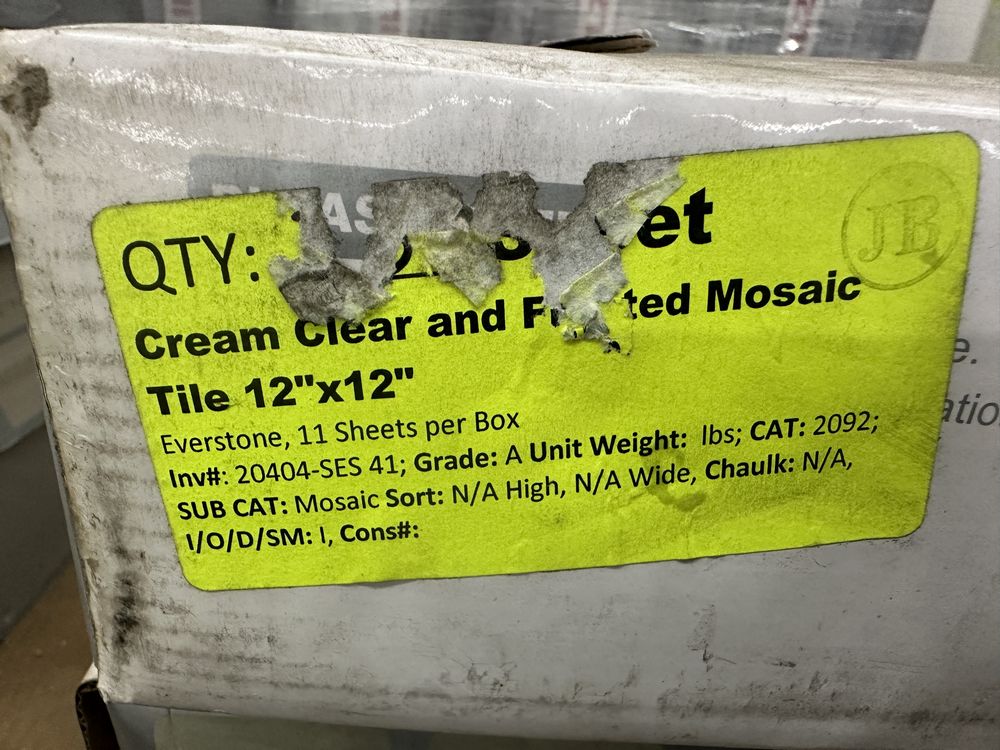 QTY:
JB
Cream Clear and Mosaic
Tile 12"x12"
Everstone, 11 Sheets per Box
Inv#: 20404-SES 41; Grade: A Unit Weight: lbs; CAT: 2092;
SUB CAT: Mosaic Sort: N/A High, N/A Wide, Chaulk: N/A,
I/O/D/SM: I, Cons#: